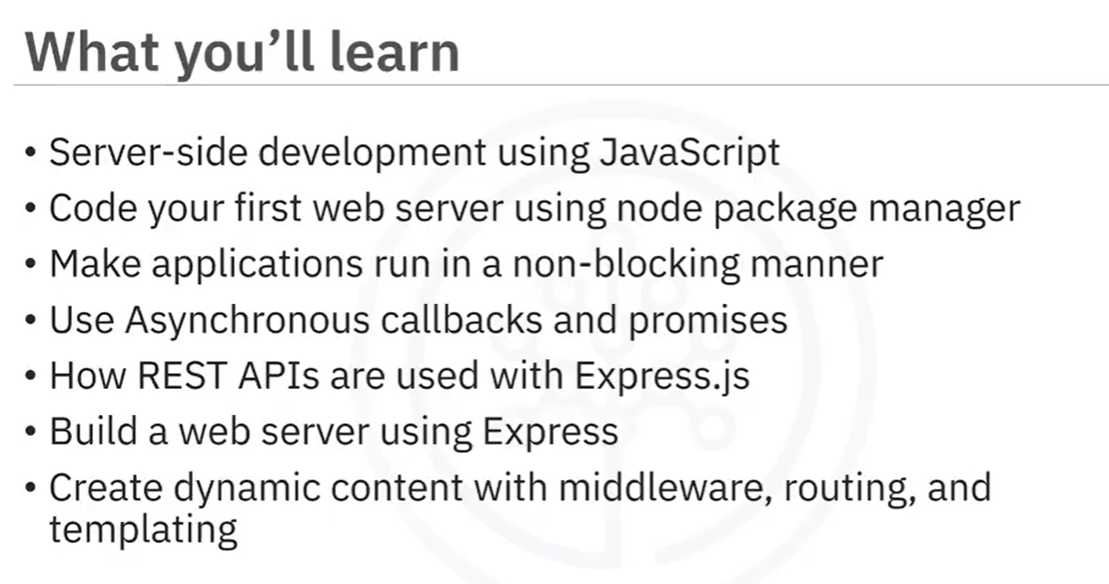 What you’ll learn
• Server-side development using JavaScript
• Code your first web server using node package manager
• Make applications run in a non-blocking manner
• Use Asynchronous callbacks and promises
• How REST APIs are used with Express.js
• Build a web server using Express
• Create dynamic content with middleware, routing, and
templating